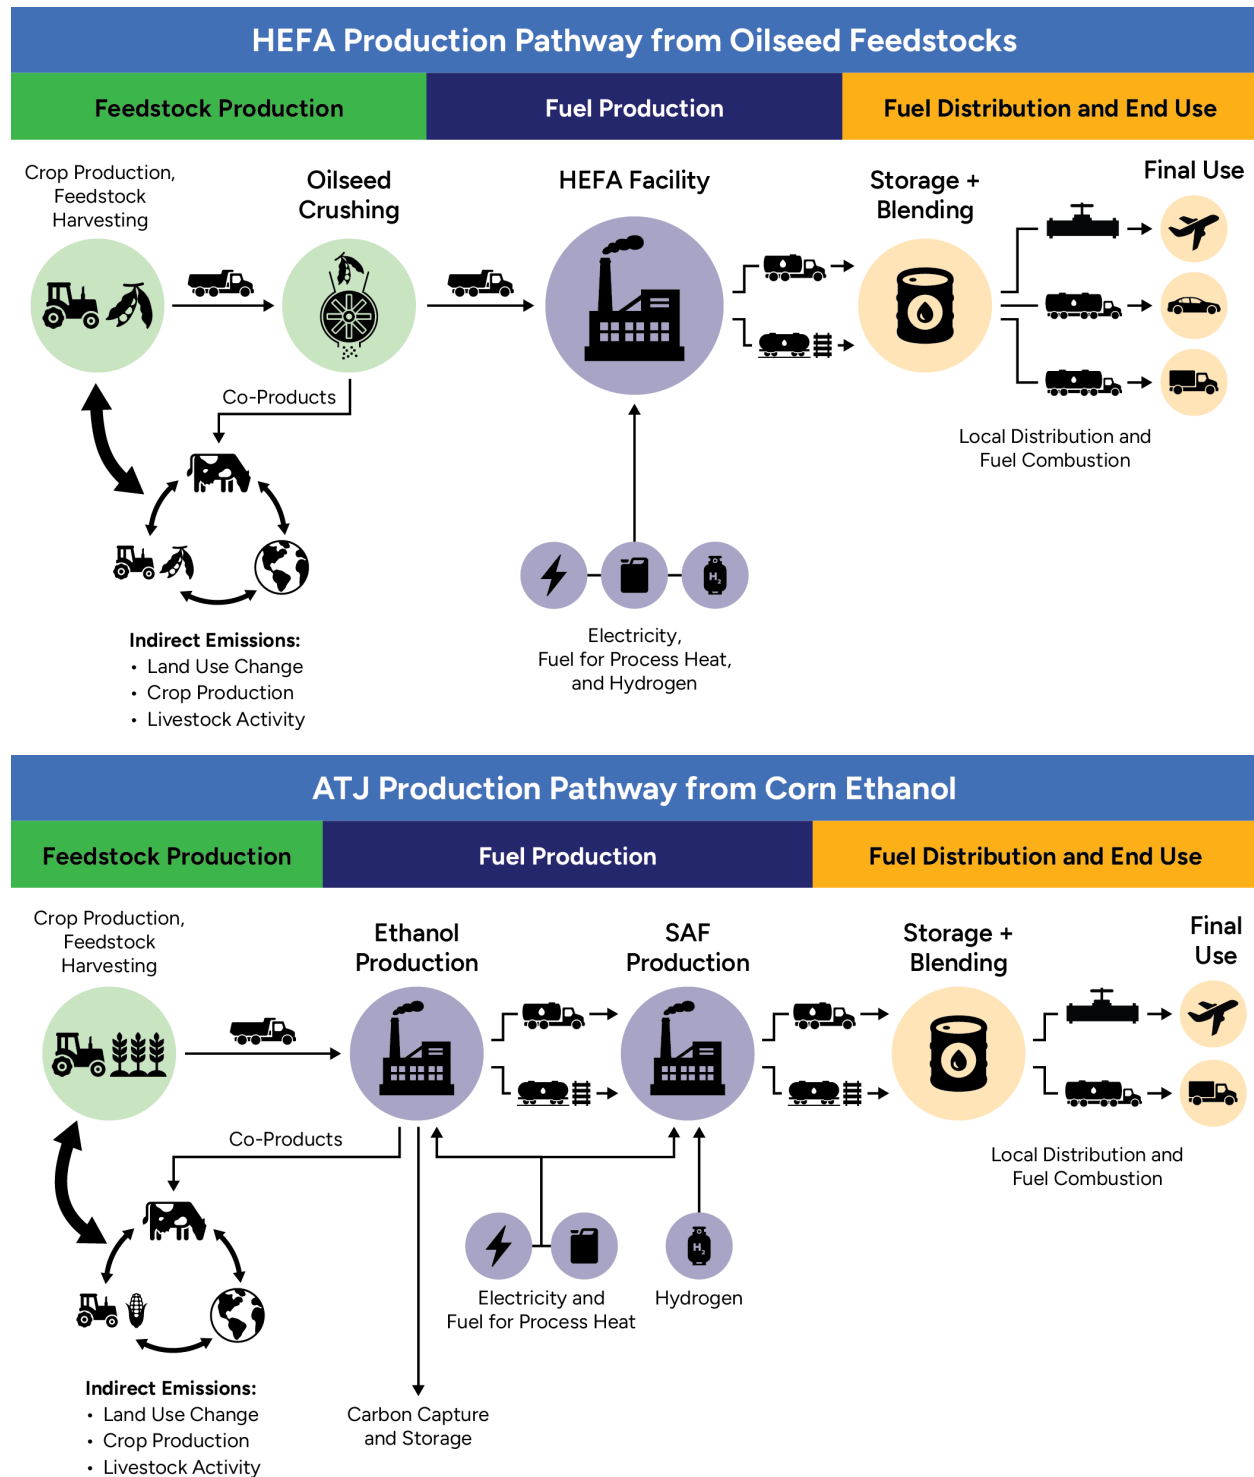 HEFA Production Pathway from Oilseed Feedstocks
Feedstock Production
Fuel Production
Fuel Distribution and End Use
Crop Production,
Feedstock
Harvesting
Oilseed
Crushing
HEFA Facility
Storage +
Blending
Final Use
Co-Products
Local Distribution and
Fuel Combustion
H₂
Electricity,
Fuel for Process Heat,
and Hydrogen
Indirect Emissions:
• Land Use Change
• Crop Production
• Livestock Activity
ATJ Production Pathway from Corn Ethanol
Feedstock Production
Fuel Production
Fuel Distribution and End Use
Crop Production,
Feedstock
Harvesting
Ethanol
Production
SAF
Production
Storage +
Blending
Final
Use
Co-Products
Local Distribution and
Fuel Combustion
H₂
Electricity and
Fuel for Process Heat
Hydrogen
Indirect Emissions:
• Land Use Change
• Crop Production
• Livestock Activity
Carbon Capture
and Storage